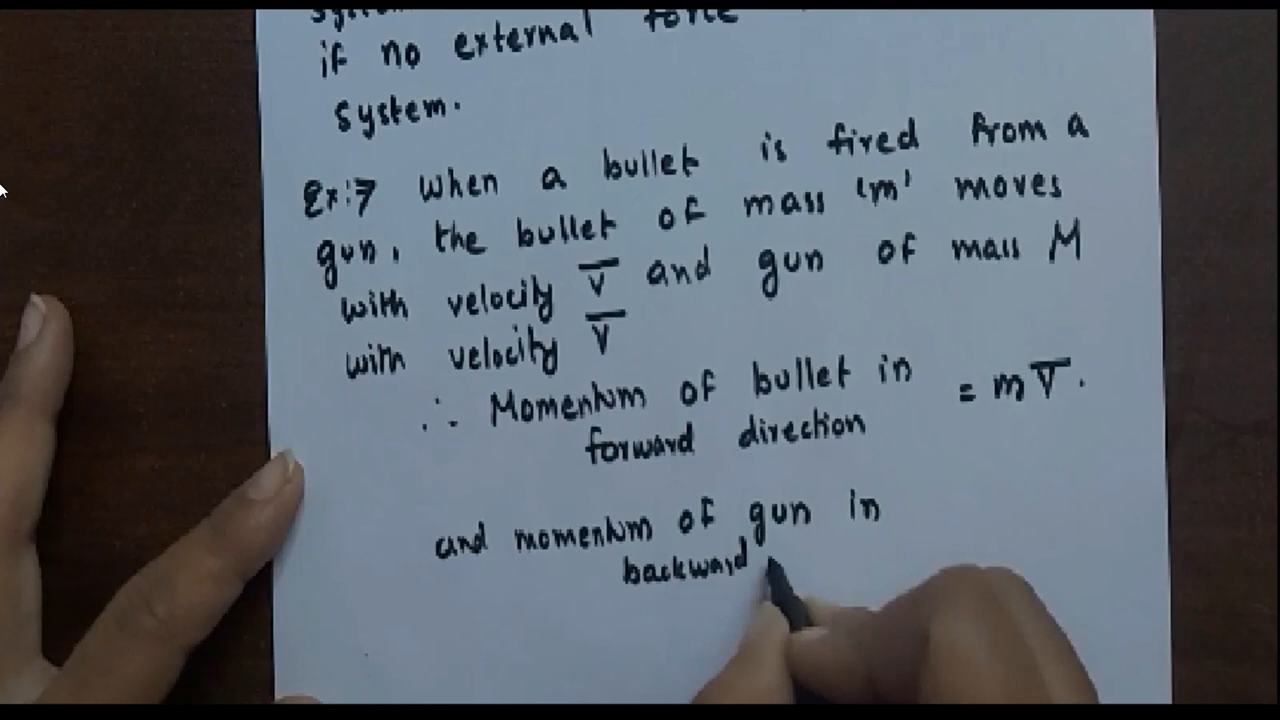 if no external force
system.
Ex:⇒ When a bullet is fired from a
gun, the bullet of mass 'm' moves
with velocity v̅ and gun of mass M
with velocity V̅
∴ Momentum of bullet in = mv̅.
forward direction
and momentum of gun in
backward